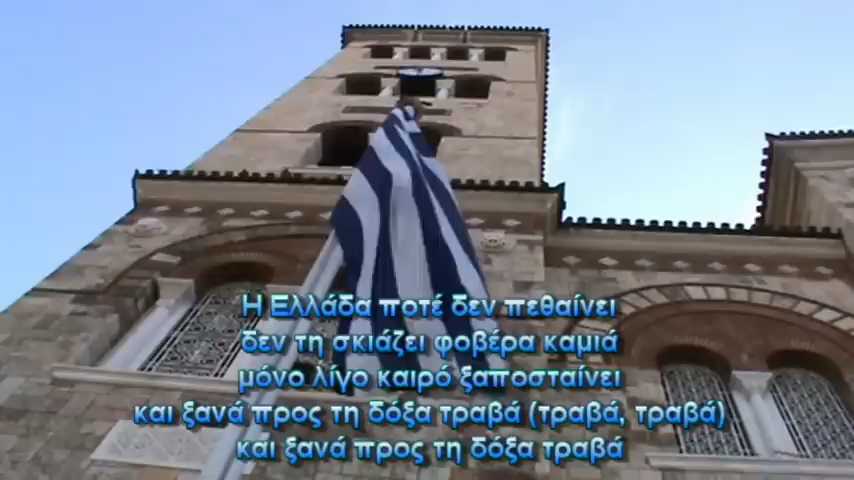 Η Ελλάδα ποτέ δεν πεθαίνει
δεν τη σκιάζει φοβέρα καμιά
μόνο λίγο καιρό ξαποσταίνει
και ξανά προς τη δόξα τραβά (τραβά, τραβά)
και ξανά προς τη δόξα τραβά